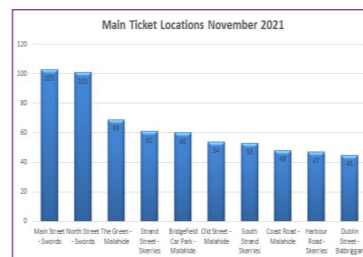 Main Ticket Locations November 2021
120
100
80
60
40
20
0
103
101
69
61
60
54
53
48
47
45
Main Street - Swords
North Street - Swords
The Green - Malahide
Strand Street - Skerries
Bridgefield Car Park - Malahide
Old Street - Malahide
South Strand Skerries
Coast Road - Malahide
Harbour Road - Skerries
Dublin Street - Balbriggan